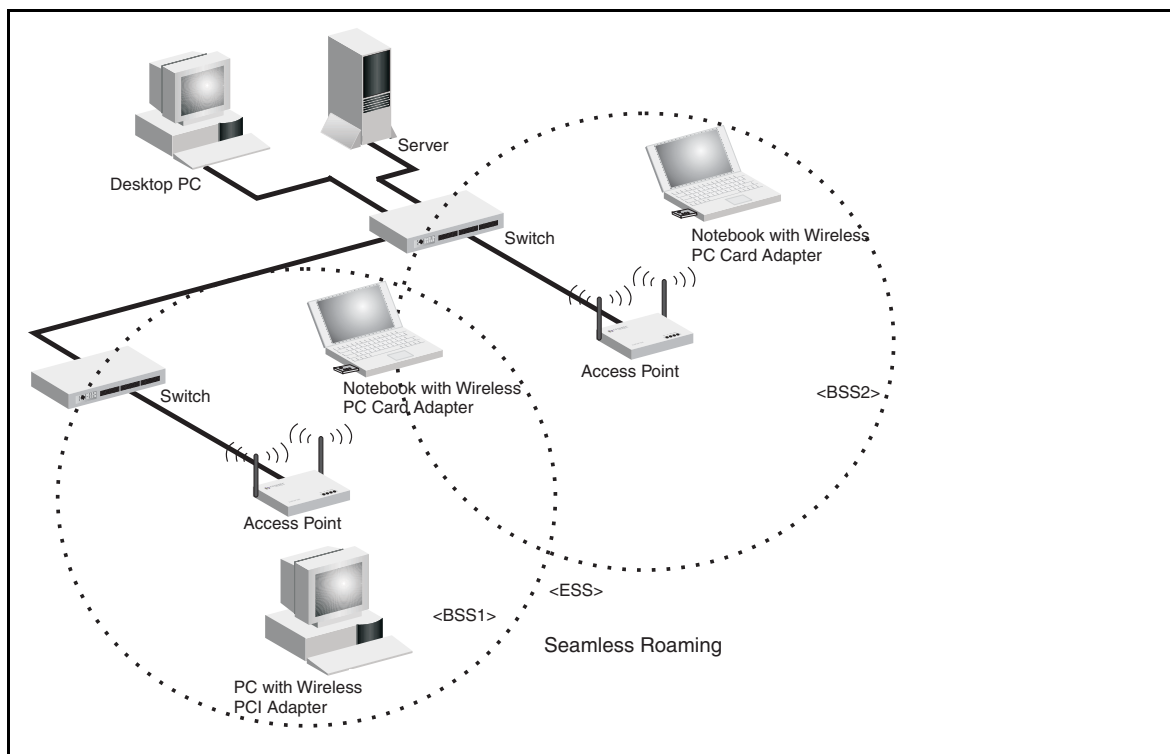 Server
Desktop PC
Switch
Notebook with Wireless
PC Card Adapter
Access Point
Notebook with Wireless
PC Card Adapter
Switch
<BSS2>
Access Point
<ESS>
<BSS1>
Seamless Roaming
PC with Wireless
PCI Adapter